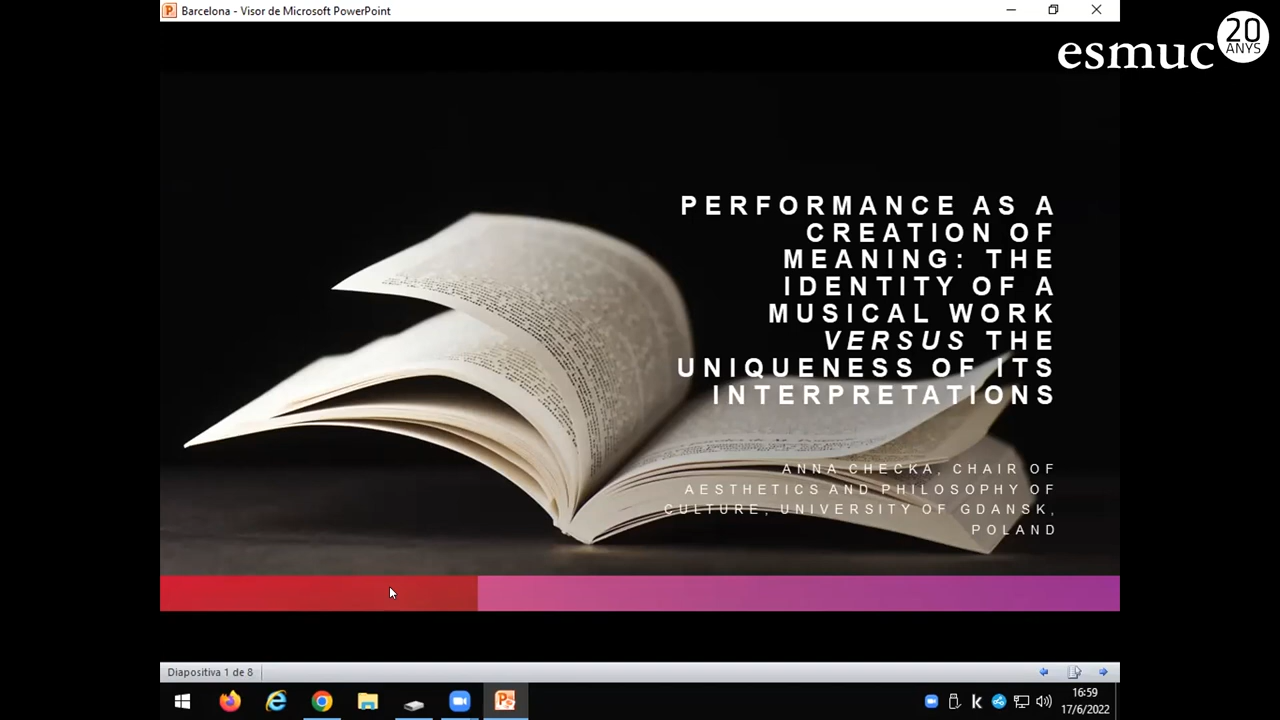 Barcelona - Visor de Microsoft PowerPoint
esmuc
20
ANYS
PERFORMANCE AS A
CREATION OF
MEANING: THE
IDENTITY OF A
MUSICAL WORK
VERSUS THE
UNIQUENESS OF ITS
INTERPRETATIONS
ANNA CHĘĆKA, CHAIR OF
AESTHETICS AND PHILOSOPHY OF
CULTURE, UNIVERSITY OF GDANSK,
POLAND
Diapositiva 1 de 8
16:59
17/6/2022